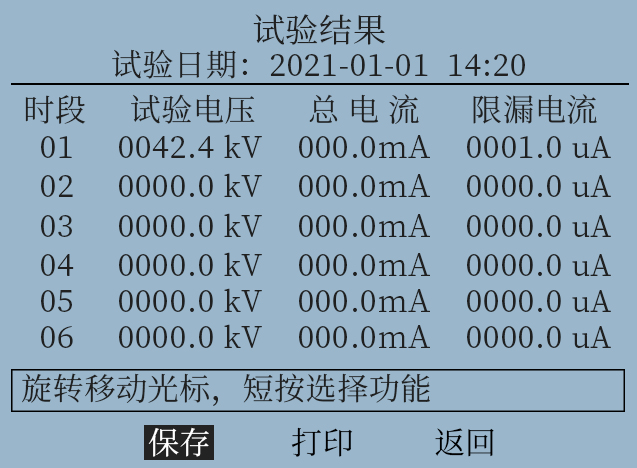 试验结果
试验日期: 2021-01-01 14:20
时段 试验电压 总 电 流 限漏电流
01 0042.4 kV 000.0mA 0001.0 uA
02 0000.0 kV 000.0mA 0000.0 uA
03 0000.0 kV 000.0mA 0000.0 uA
04 0000.0 kV 000.0mA 0000.0 uA
05 0000.0 kV 000.0mA 0000.0 uA
06 0000.0 kV 000.0mA 0000.0 uA
旋转移动光标，短按选择功能
保存 打印 返回